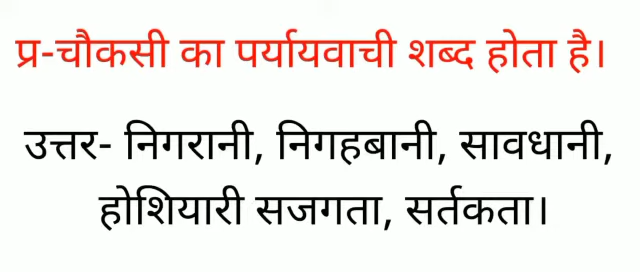 प्र-चौकसी का पर्यायवाची शब्द होता है।
उत्तर- निगरानी, निगहबानी, सावधानी,
होशियारी सजगता, सर्तकता।